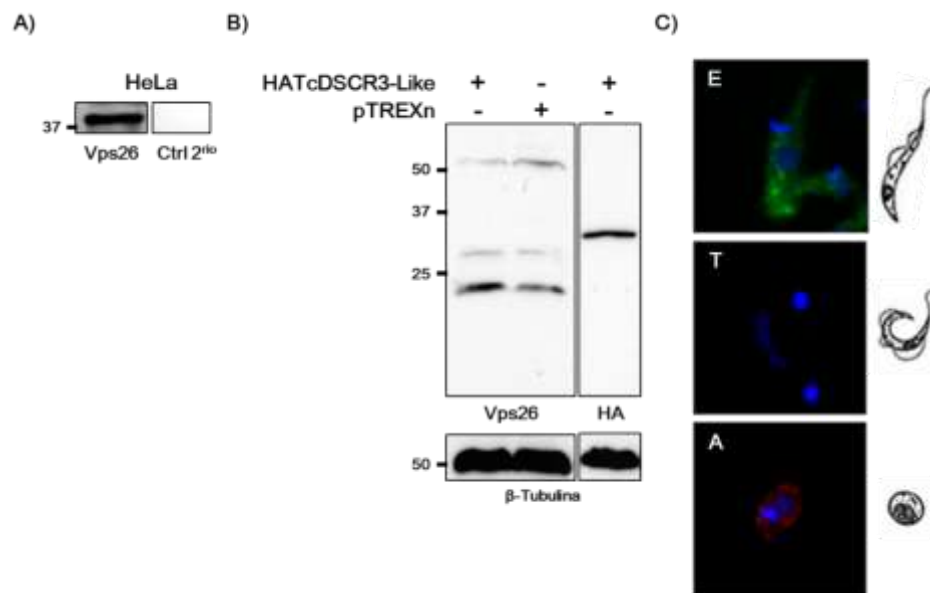 A)
HeLa
37
Vps26 Ctrl 2rio
B)
HATcDSCR3-Like + - +
pTREXn - + -
50
37
25
Vps26 HA
50
β-Tubulina
C)
E
T
A